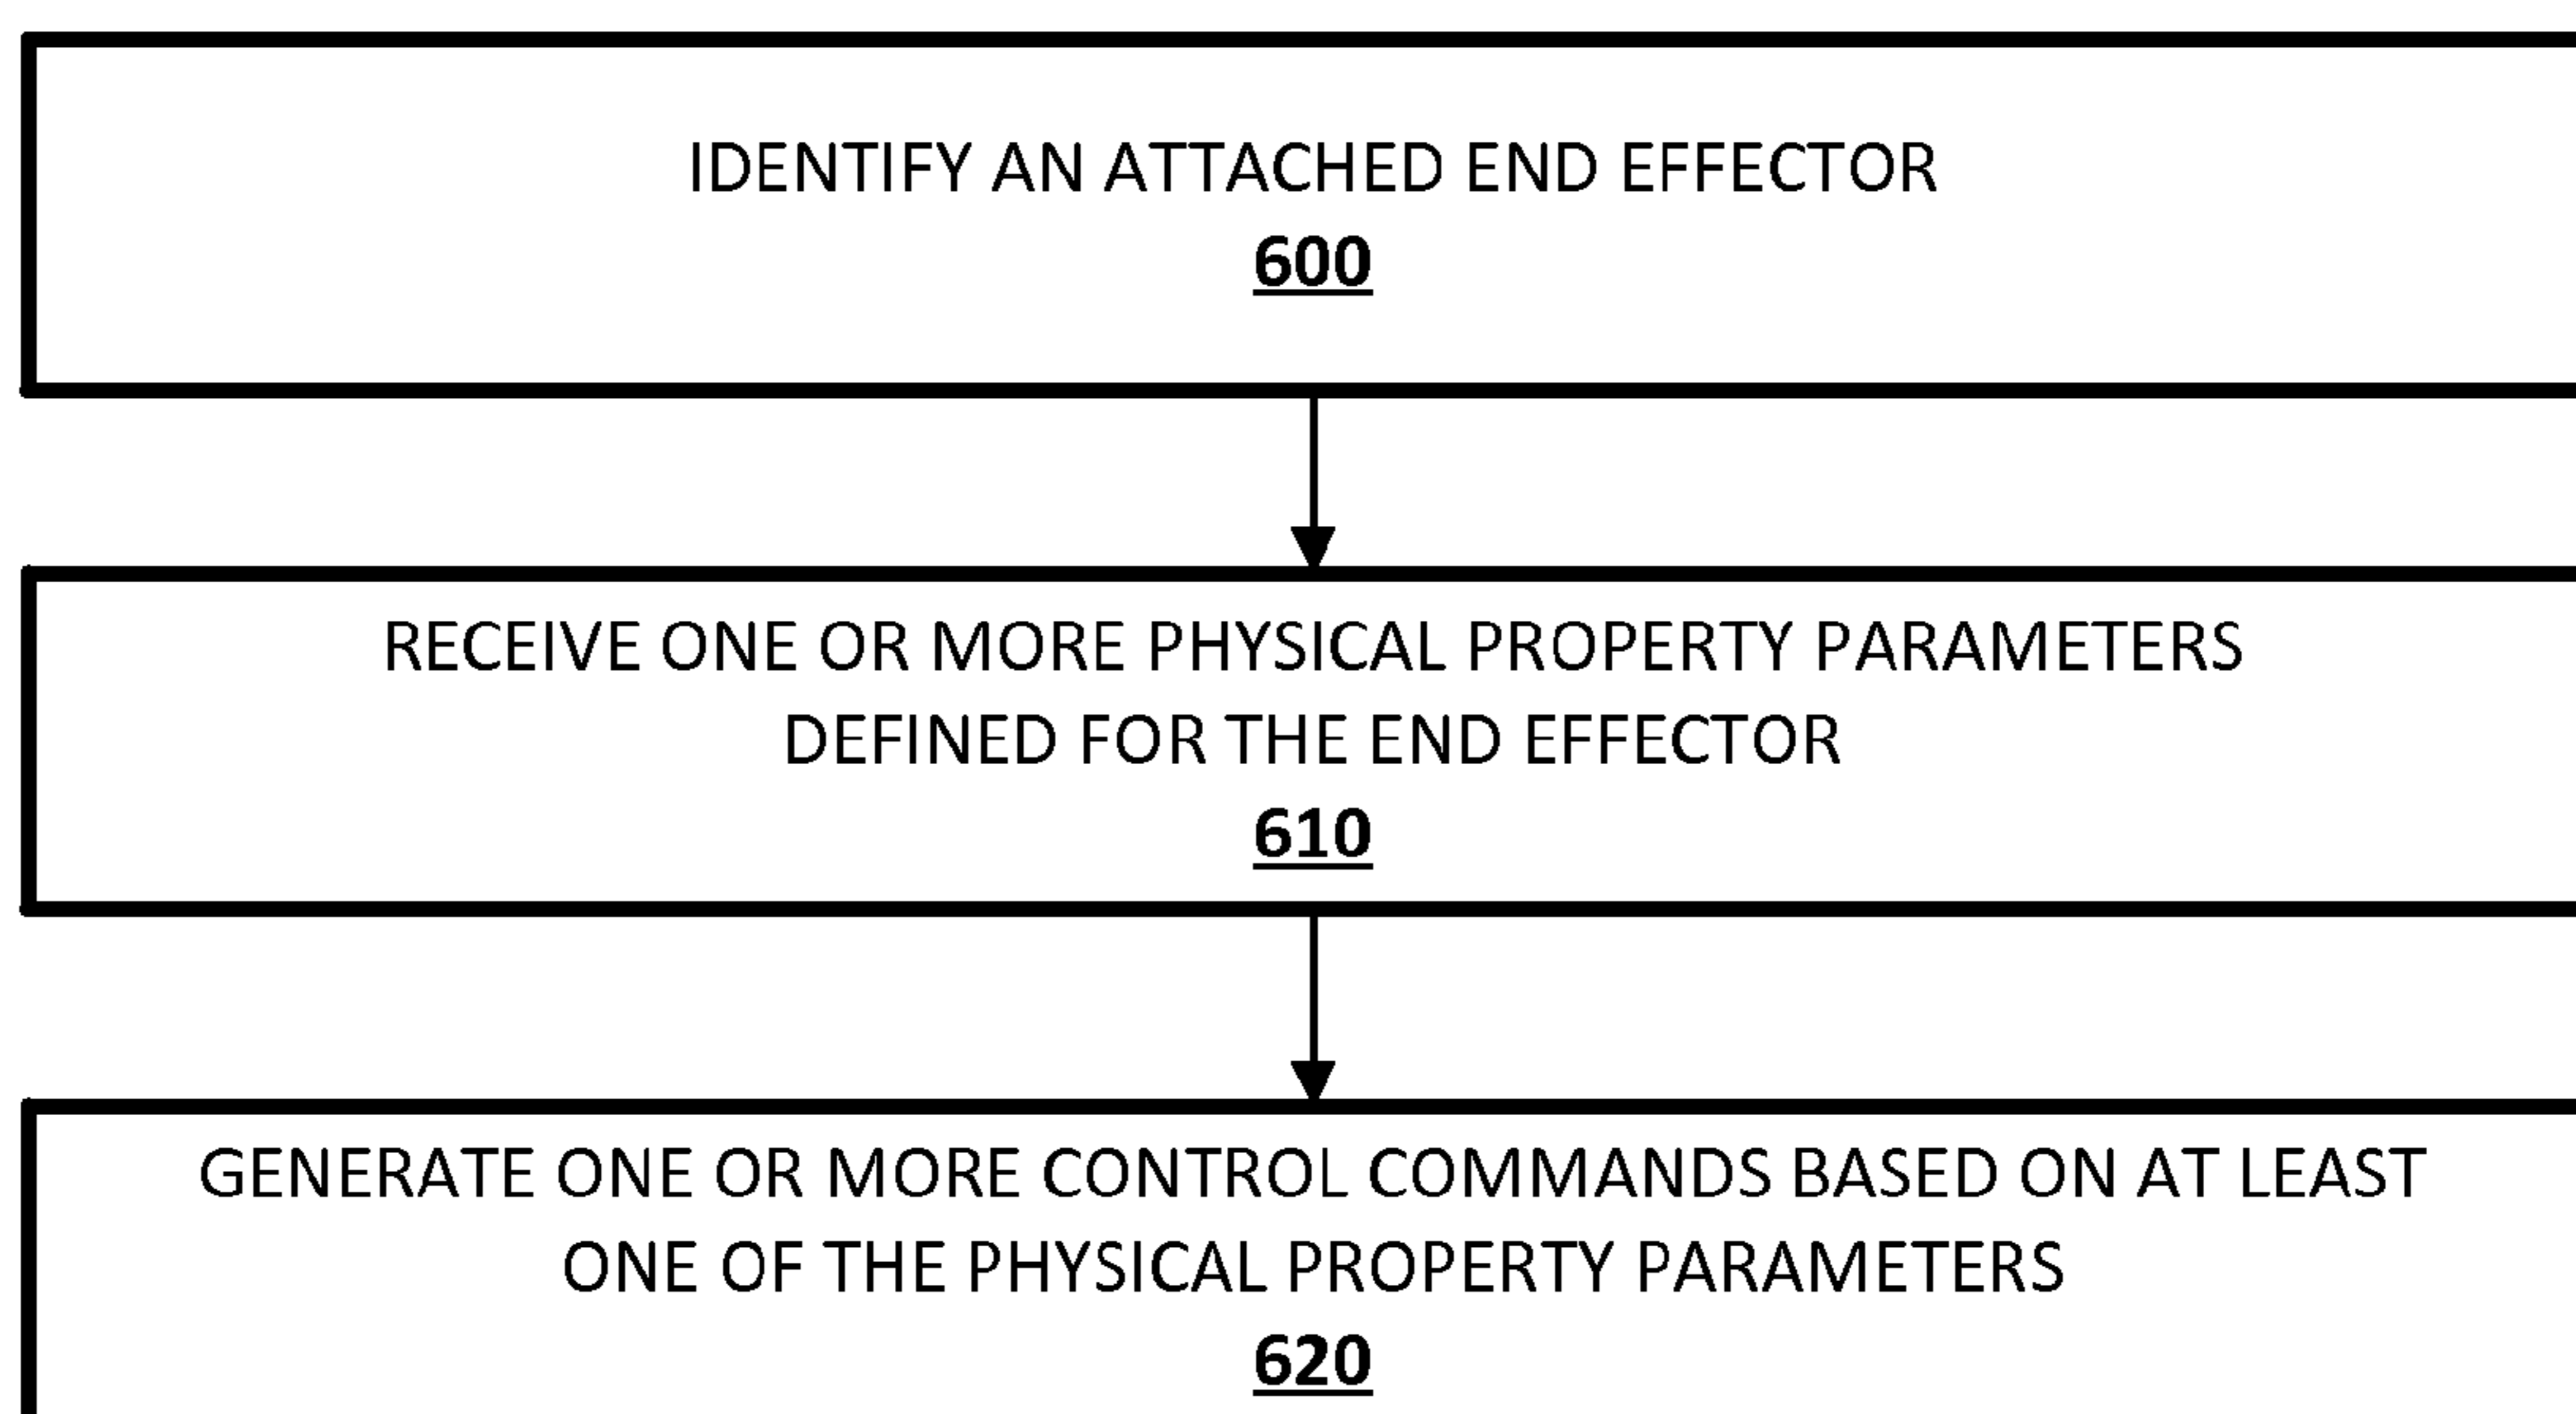 IDENTIFY AN ATTACHED END EFFECTOR
600
RECEIVE ONE OR MORE PHYSICAL PROPERTY PARAMETERS
DEFINED FOR THE END EFFECTOR
610
GENERATE ONE OR MORE CONTROL COMMANDS BASED ON AT LEAST
ONE OF THE PHYSICAL PROPERTY PARAMETERS
620